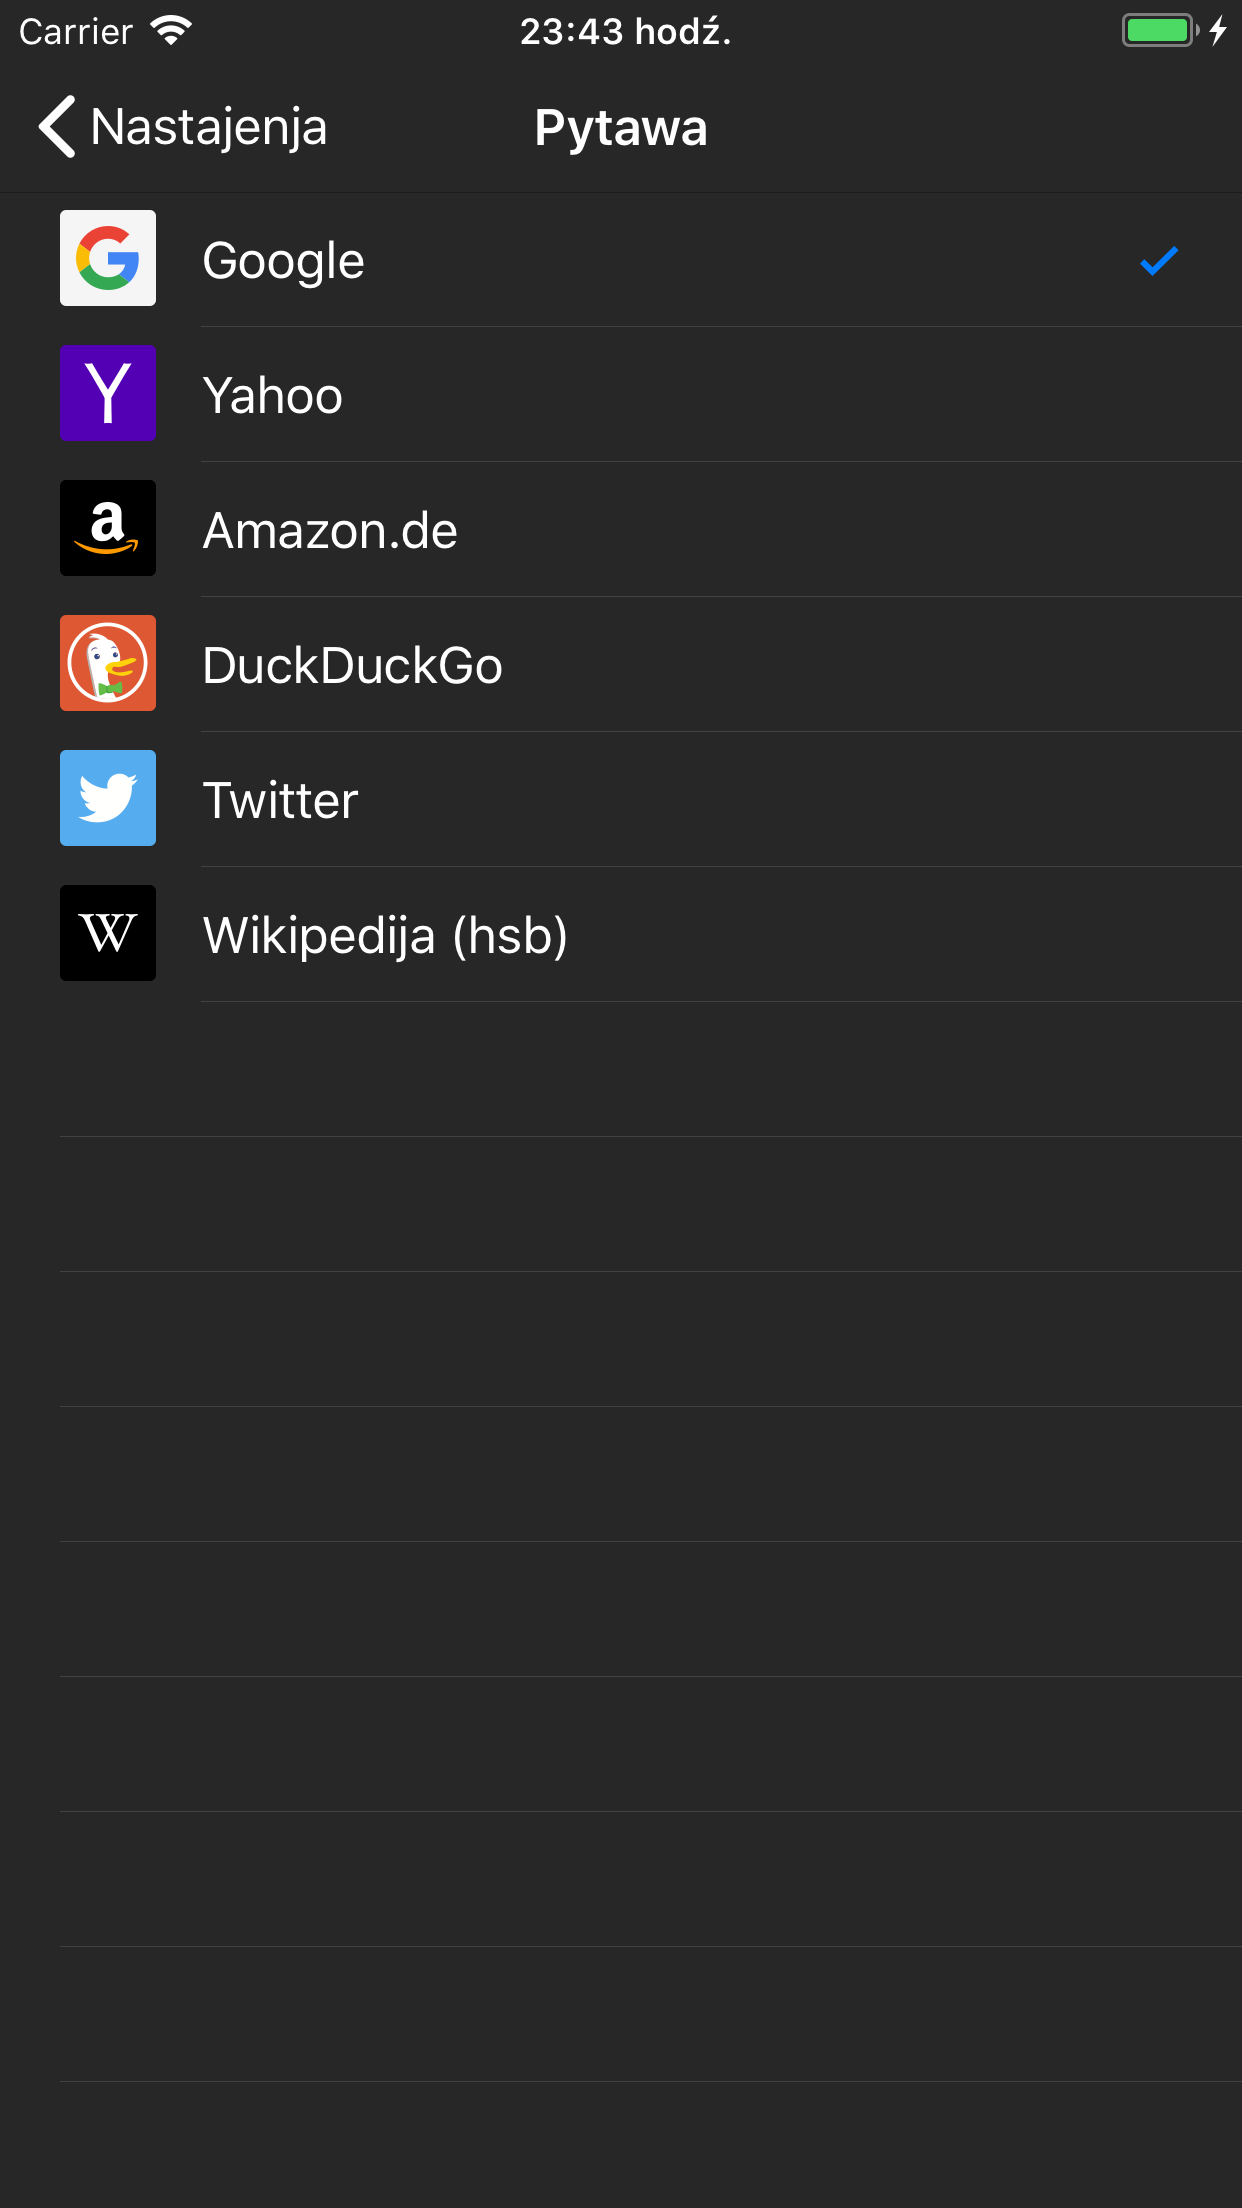 Carrier 23:43 hodź.
Nastajenja Pytawa
Google
Yahoo
Amazon.de
DuckDuckGo
Twitter
Wikipedija (hsb)